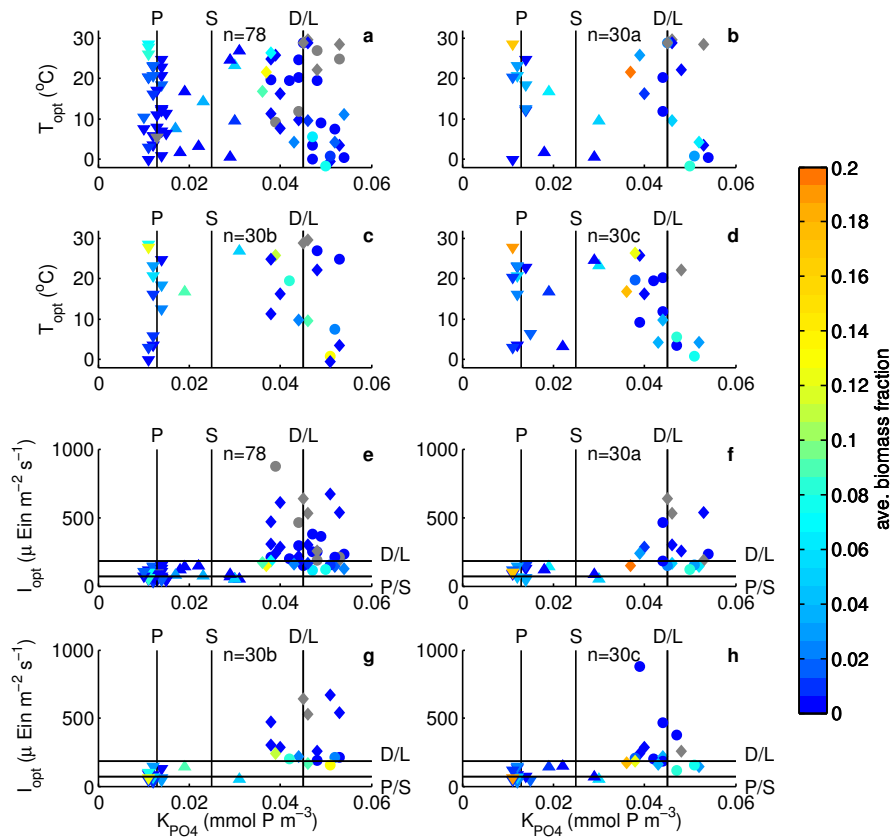 P S D/L P S D/L
n=78 a n=30a b
30 30
20 20
10 10
0 0
T_opt (°C) T_opt (°C)
0 0.02 0.04 0.06 0 0.02 0.04 0.06
P S D/L P S D/L
n=30b c n=30c d
30 30
20 20
10 10
0 0
T_opt (°C) T_opt (°C)
0 0.02 0.04 0.06 0 0.02 0.04 0.06
P S D/L P S D/L
1000 n=78 e 1000 n=30a f
500 500
D/L D/L
0 P/S 0 P/S
I_opt (μ Ein m⁻² s⁻¹)
0 0.02 0.04 0.06 0 0.02 0.04 0.06
P S D/L P S D/L
1000 n=30b g 1000 n=30c h
500 500
D/L D/L
0 P/S 0 P/S
I_opt (μ Ein m⁻² s⁻¹)
0 0.02 0.04 0.06 0 0.02 0.04 0.06
K_PO4 (mmol P m⁻³) K_PO4 (mmol P m⁻³)
0.2
0.18
0.16
0.14
0.12
0.1
0.08
0.06
0.04
0.02
0
ave. biomass fraction